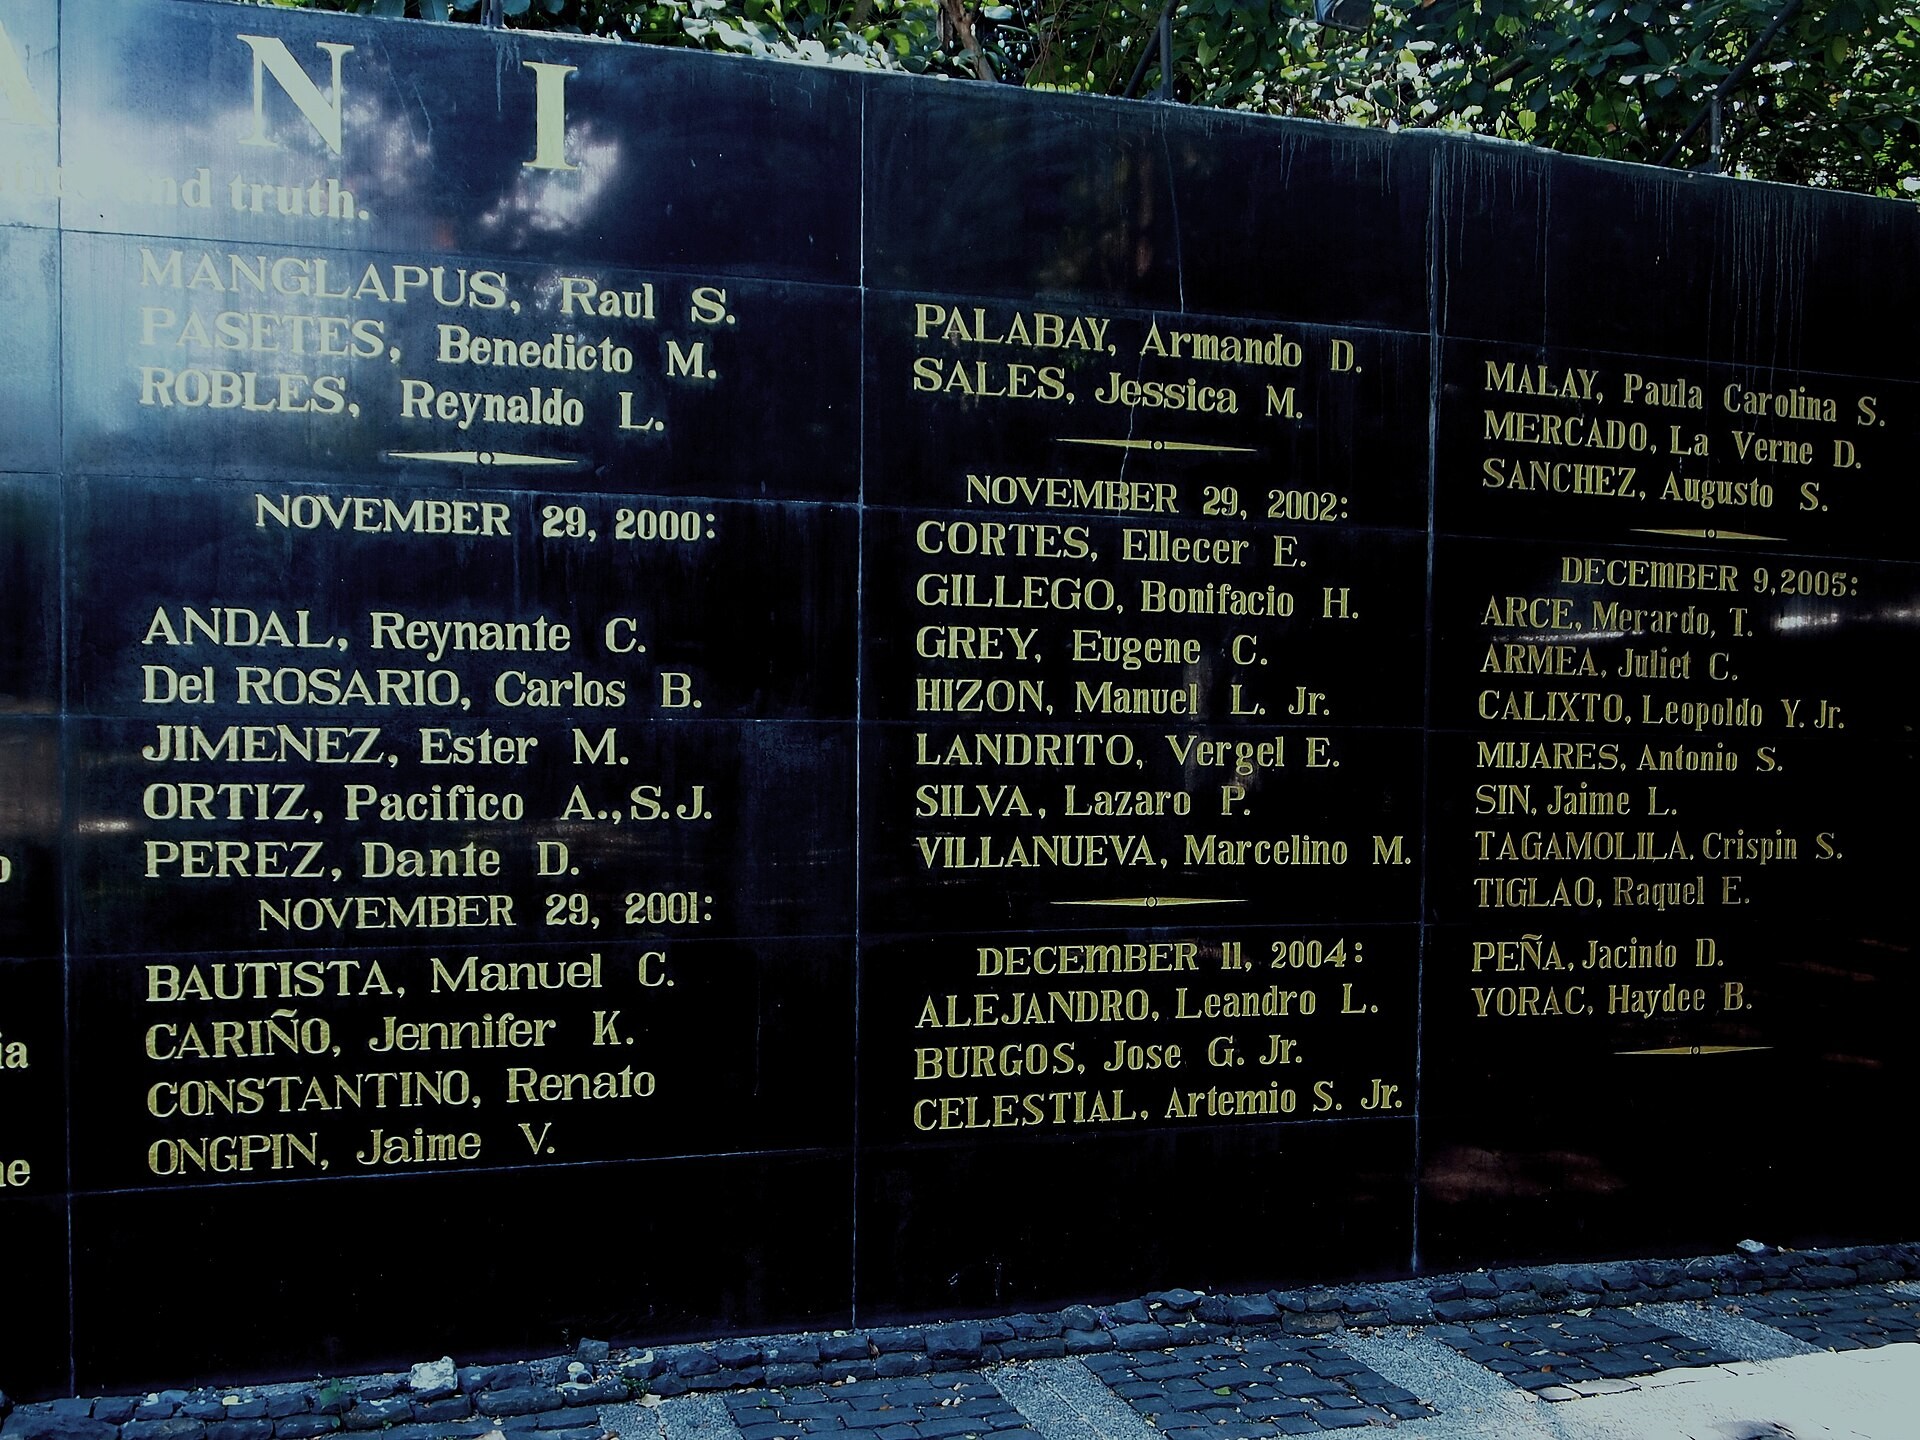 N I
and truth.
MANGLAPUS, Raul S.
PASETES, Benedicto M.
ROBLES, Reynaldo L.
NOVEMBER 29, 2000:
ANDAL, Reynante C.
Del ROSARIO, Carlos B.
JIMENEZ, Ester M.
ORTIZ, Pacifico A., S.J.
PEREZ, Dante D.
NOVEMBER 29, 2001:
BAUTISTA, Manuel C.
CARIÑO, Jennifer K.
CONSTANTINO, Renato
ONGPIN, Jaime V.
PALABAY, Armando D.
SALES, Jessica M.
NOVEMBER 29, 2002:
CORTES, Ellecer E.
GILLEGO, Bonifacio H.
GREY, Eugene C.
HIZON, Manuel L. Jr.
LANDRITO, Vergel E.
SILVA, Lazaro P.
VILLANUEVA, Marcelino M.
DECEMBER 11, 2004:
ALEJANDRO, Leandro L.
BURGOS, Jose G. Jr.
CELESTIAL, Artemio S. Jr.
MALAY, Paula Carolina S.
MERCADO, La Verne D.
SANCHEZ, Augusto S.
DECEMBER 9, 2005:
ARCE, Merardo, T.
ARMEA, Juliet C.
CALIXTO, Leopoldo Y. Jr.
MIJARES, Antonio S.
SIN, Jaime L.
TAGAMOLILA, Crispin S.
TIGLAO, Raquel E.
PEÑA, Jacinto D.
YORAC, Haydee B.